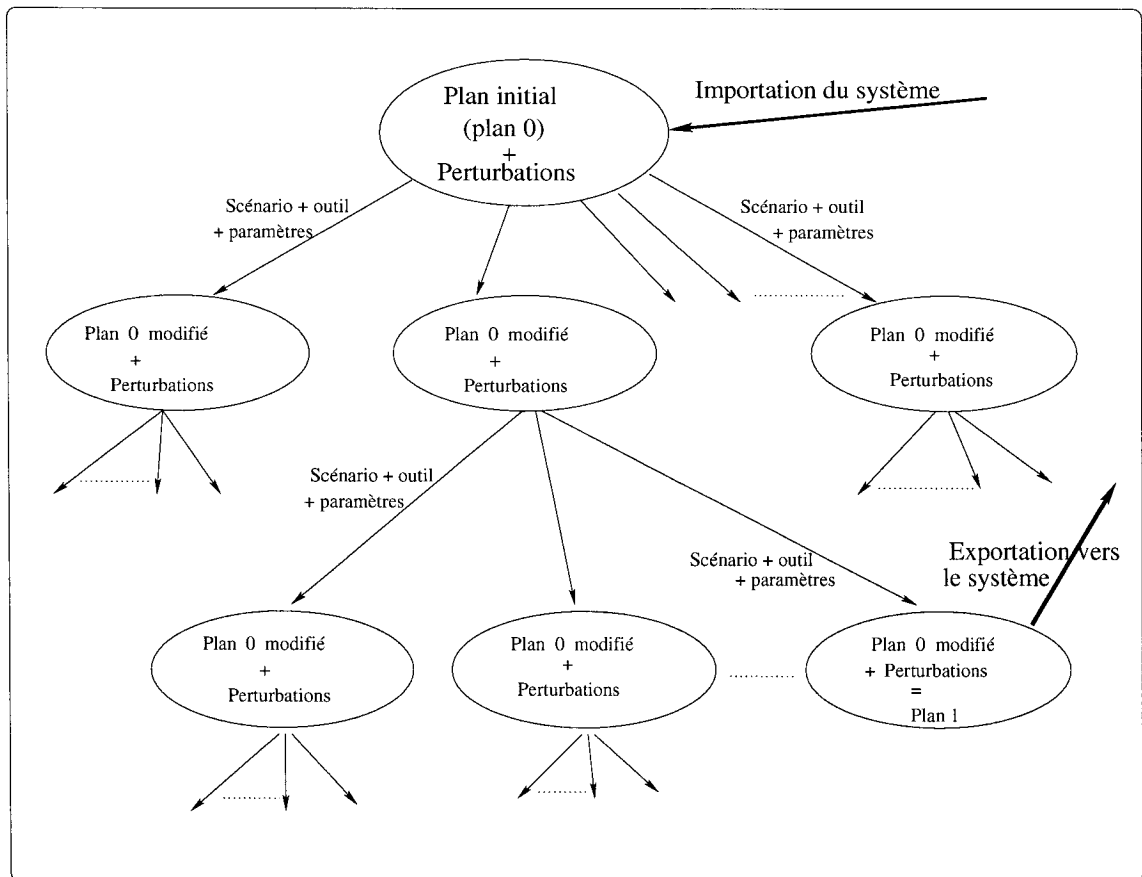 Plan initial
(plan 0)
+
Perturbations
Importation du système
Scénario + outil
+ paramètres
Scénario + outil
+ paramètres
Plan 0 modifié
+
Perturbations
Plan 0 modifié
+
Perturbations
Plan 0 modifié
+
Perturbations
Scénario + outil
+ paramètres
Scénario + outil
+ paramètres
Exportation vers
le système
Plan 0 modifié
+
Perturbations
Plan 0 modifié
+
Perturbations
Plan 0 modifié
+ Perturbations
=
Plan 1